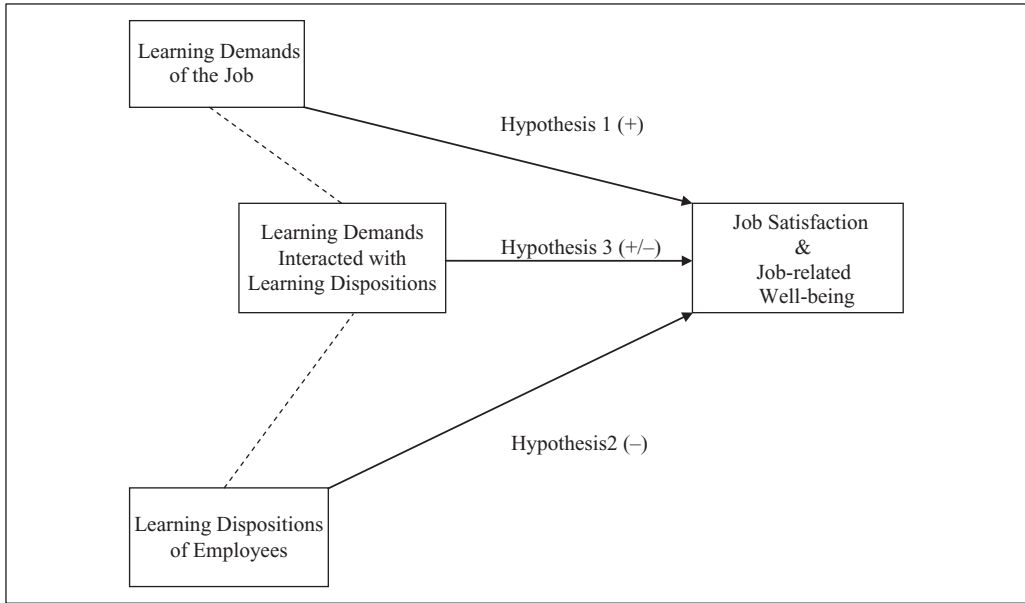 Learning Demands
of the Job
Hypothesis 1 (+)
Learning Demands
Interacted with
Learning Dispositions
Hypothesis 3 (+/–)
Job Satisfaction
&
Job-related
Well-being
Hypothesis2 (–)
Learning Dispositions
of Employees